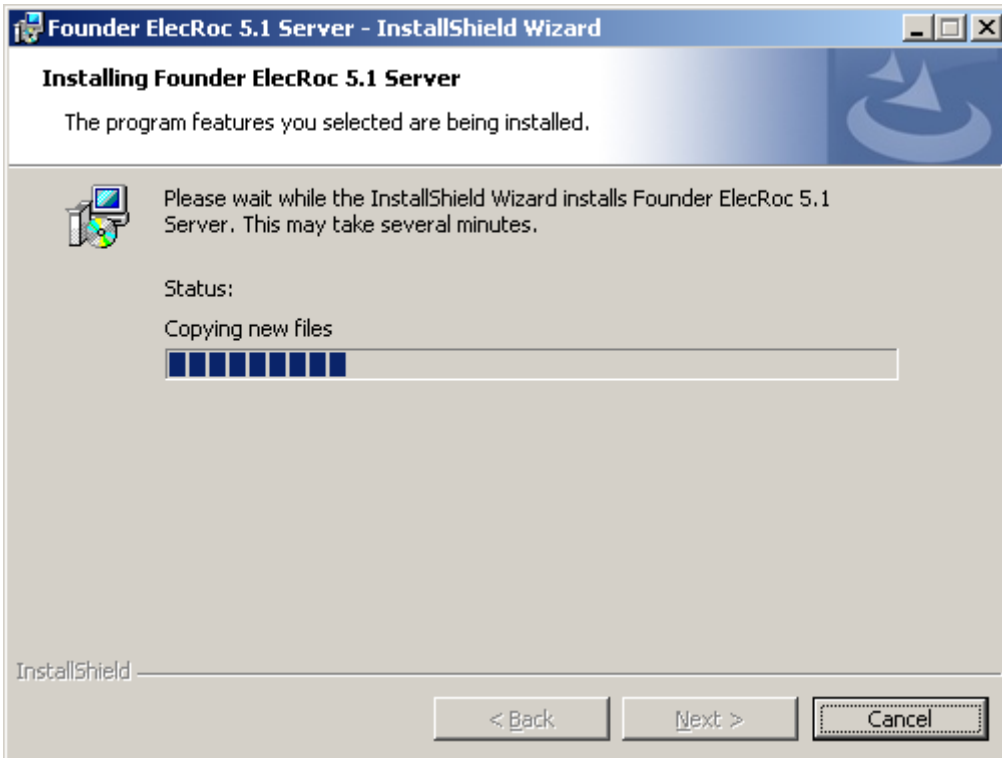 Founder ElecRoc 5.1 Server - InstallShield Wizard
Installing Founder ElecRoc 5.1 Server
The program features you selected are being installed.
Please wait while the InstallShield Wizard installs Founder ElecRoc 5.1
Server. This may take several minutes.
Status:
Copying new files
InstallShield
< Back
Next >
Cancel